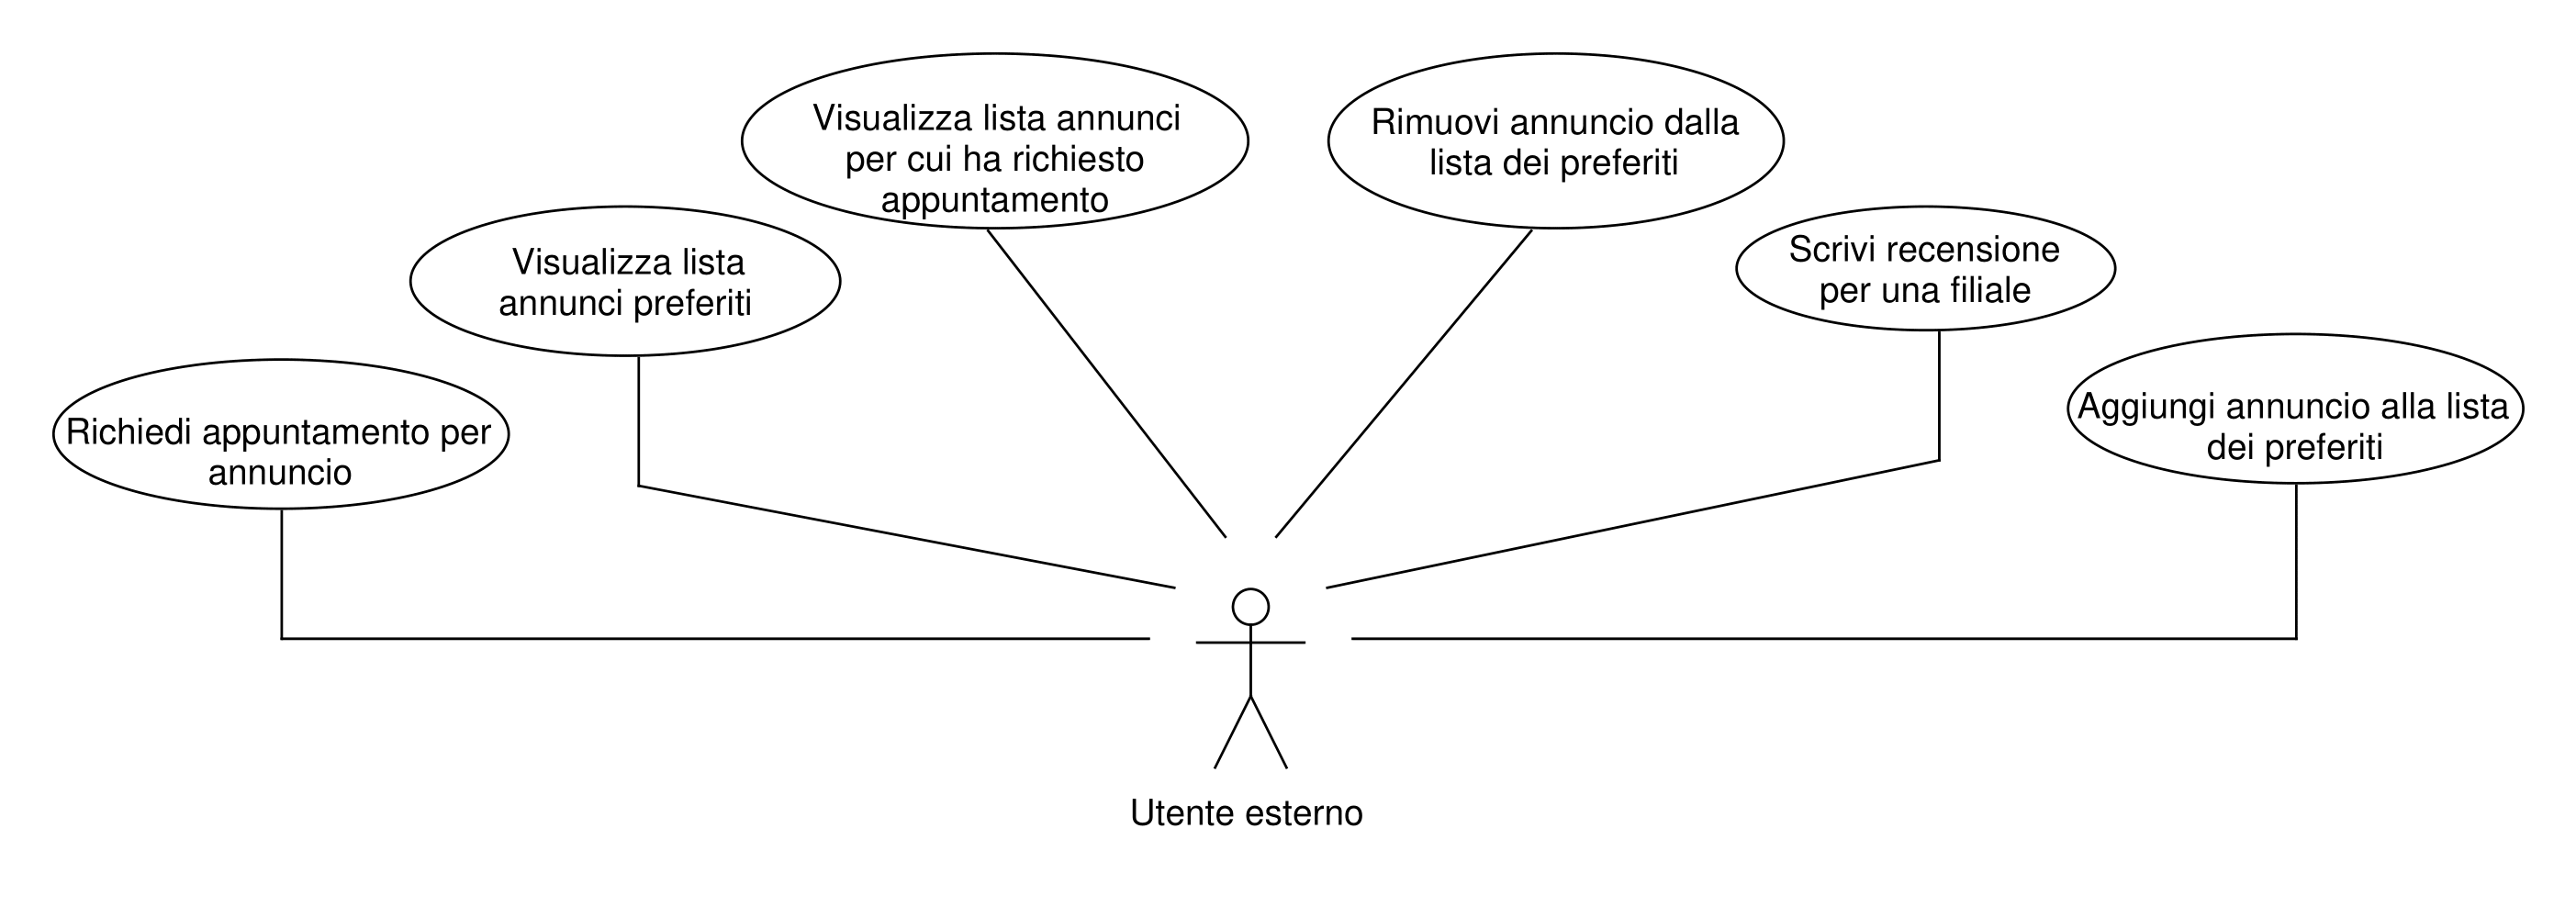 Richiedi appuntamento per
annuncio
Visualizza lista
annunci preferiti
Visualizza lista annunci
per cui ha richiesto
appuntamento
Rimuovi annuncio dalla
lista dei preferiti
Scrivi recensione
per una filiale
Aggiungi annuncio alla lista
dei preferiti
Utente esterno